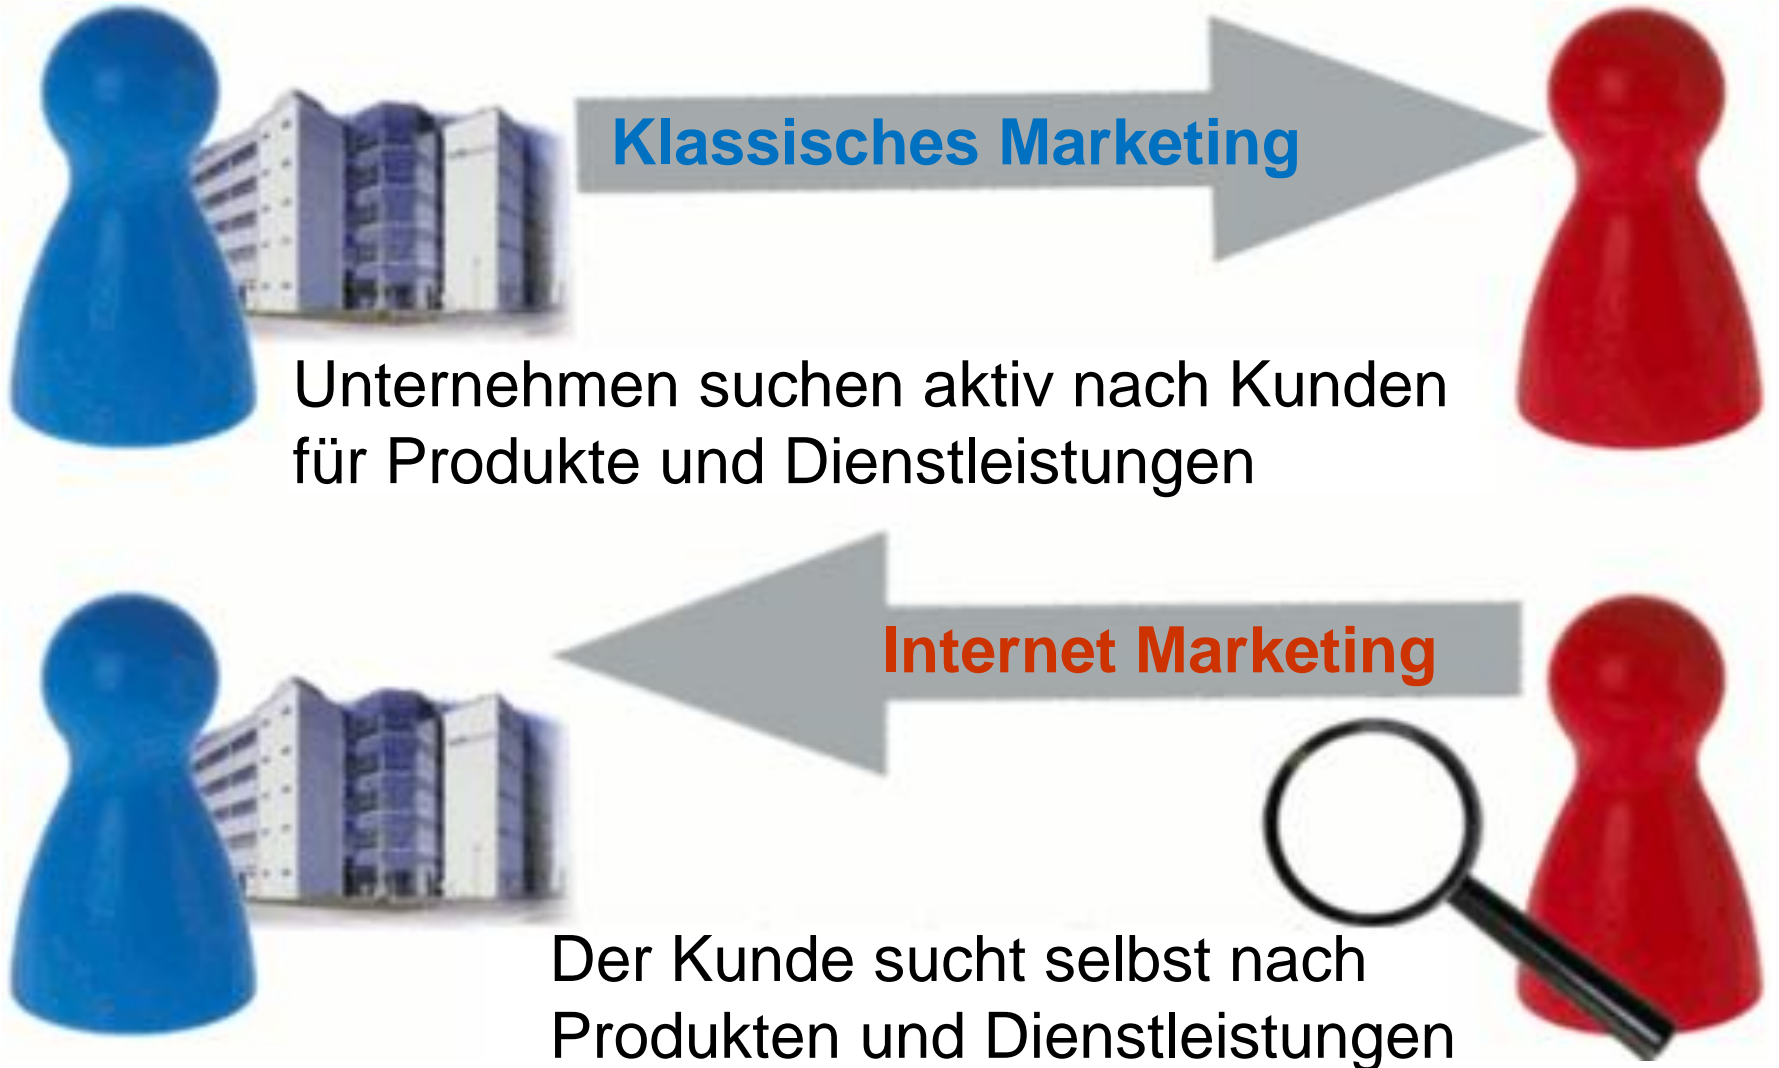 Klassisches Marketing
Unternehmen suchen aktiv nach Kunden
für Produkte und Dienstleistungen
Internet Marketing
Der Kunde sucht selbst nach
Produkten und Dienstleistungen